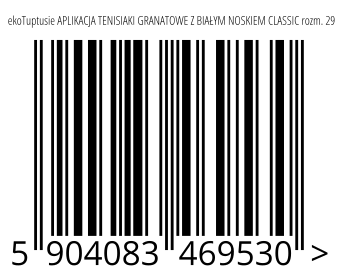 ekoTuptusie APLIKACJA TENISIAKI GRANATOWE Z BIAŁYM NOSKIEM CLASSIC rozm. 29
5 904083 469530 >